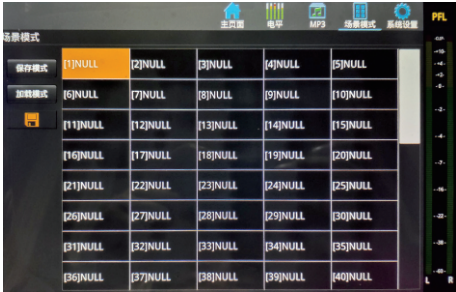 主页面 电平 MP3 场景模式 系统设置 PFL
场景模式
保存模式 [1]NULL [2]NULL [3]NULL [4]NULL [5]NULL
加载模式 [6]NULL [7]NULL [8]NULL [9]NULL [10]NULL
[11]NULL [12]NULL [13]NULL [14]NULL [15]NULL
[16]NULL [17]NULL [18]NULL [19]NULL [20]NULL
[21]NULL [22]NULL [23]NULL [24]NULL [25]NULL
[26]NULL [27]NULL [28]NULL [29]NULL [30]NULL
[31]NULL [32]NULL [33]NULL [34]NULL [35]NULL
[36]NULL [37]NULL [38]NULL [39]NULL [40]NULL
L R